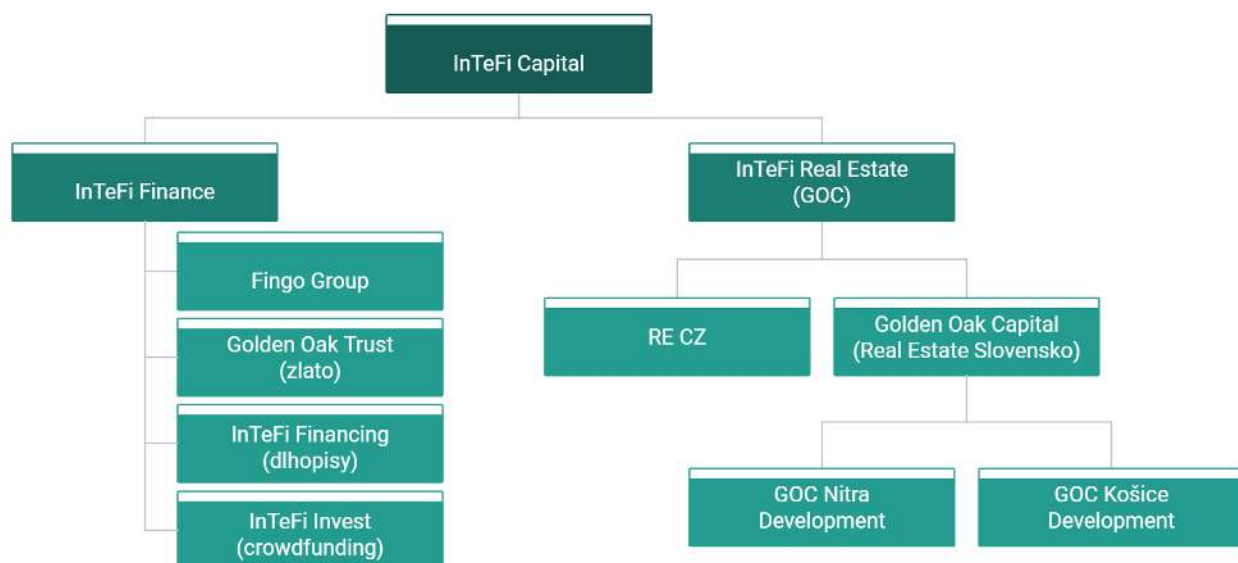 InTeFi Capital
InTeFi Finance
InTeFi Real Estate
(GOC)
Fingo Group
Golden Oak Trust
(zlato)
InTeFi Financing
(dlhopisy)
InTeFi Invest
(crowdfunding)
RE CZ
Golden Oak Capital
(Real Estate Slovensko)
GOC Nitra
Development
GOC Košice
Development